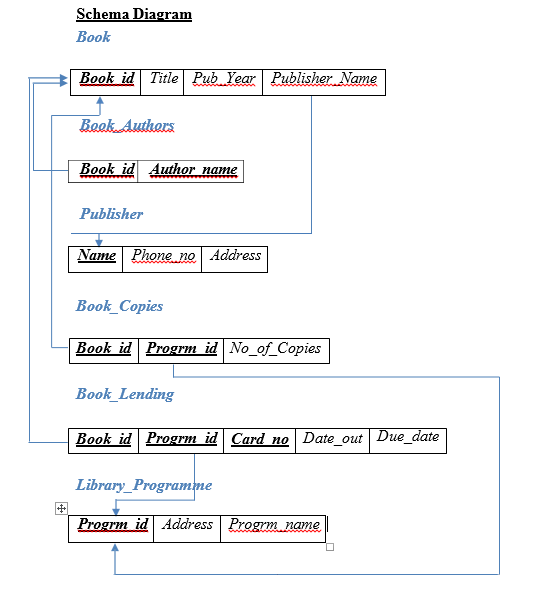 Schema Diagram
Book
Book_id Title Pub_Year Publisher_Name
Book_Authors
Book_id Author_name
Publisher
Name Phone_no Address
Book_Copies
Book_id Progrm_id No_of_Copies
Book_Lending
Book_id Progrm_id Card_no Date_out Due_date
Library_Programme
Progrm_id Address Progrm_name